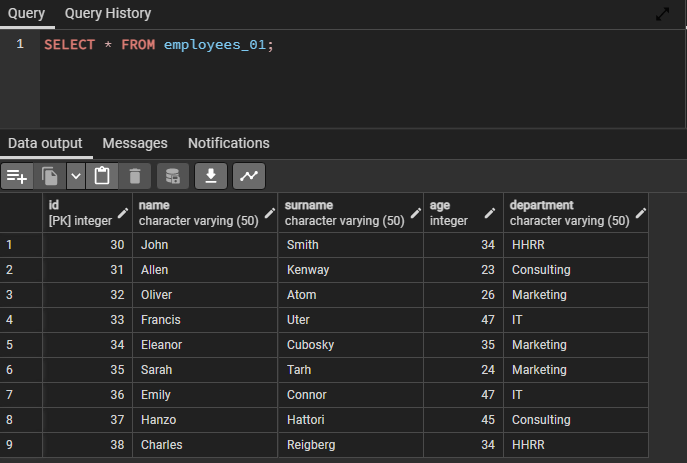 Query Query History
1 SELECT * FROM employees_01;
Data output Messages Notifications
id name surname age department
[PK] integer character varying (50) character varying (50) integer character varying (50)
1 30 John Smith 34 HHRR
2 31 Allen Kenway 23 Consulting
3 32 Oliver Atom 26 Marketing
4 33 Francis Uter 47 IT
5 34 Eleanor Cubosky 35 Marketing
6 35 Sarah Tarh 24 Marketing
7 36 Emily Connor 47 IT
8 37 Hanzo Hattori 45 Consulting
9 38 Charles Reigberg 34 HHRR